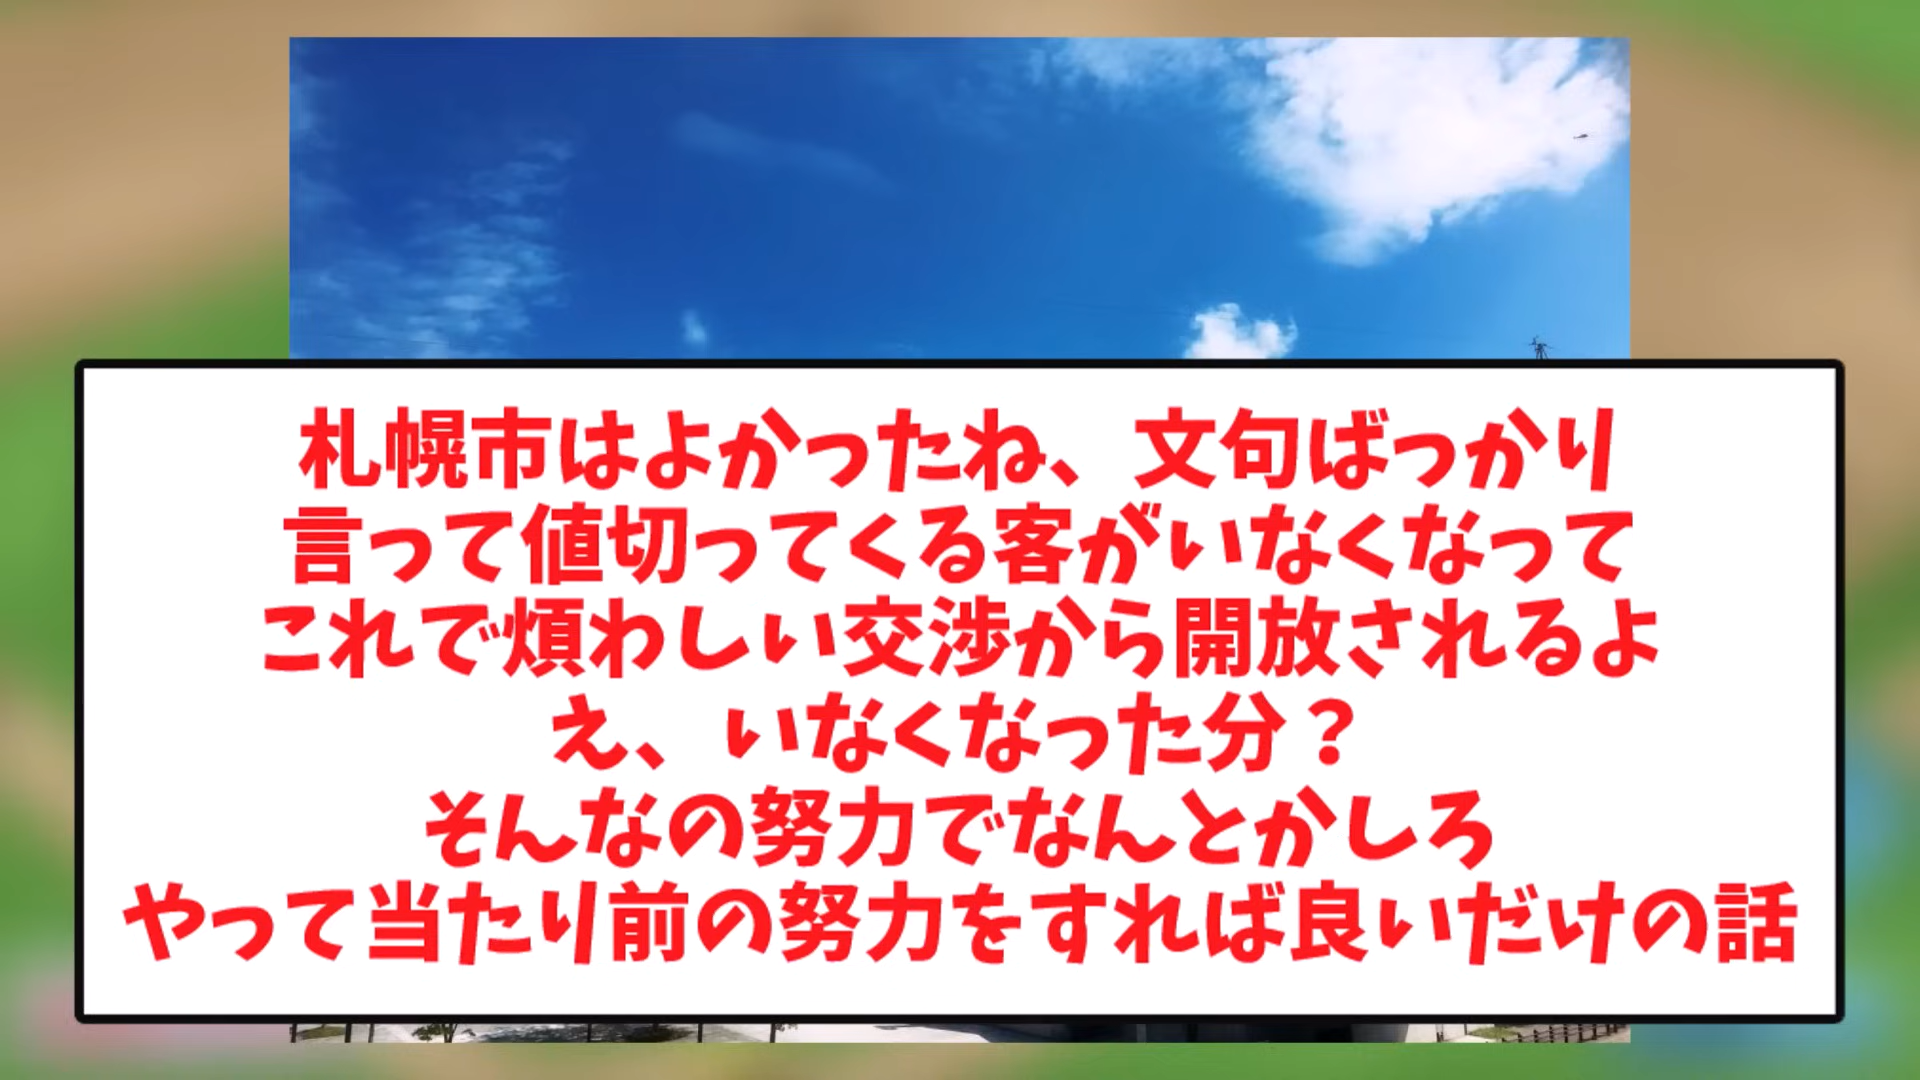 札幌市はよかったね、文句ばっかり
言って値切ってくる客がいなくなって
これで煩わしい交渉から開放されるよ
え、いなくなった分？
そんなの努力でなんとかしろ
やって当たり前の努力をすれば良いだけの話